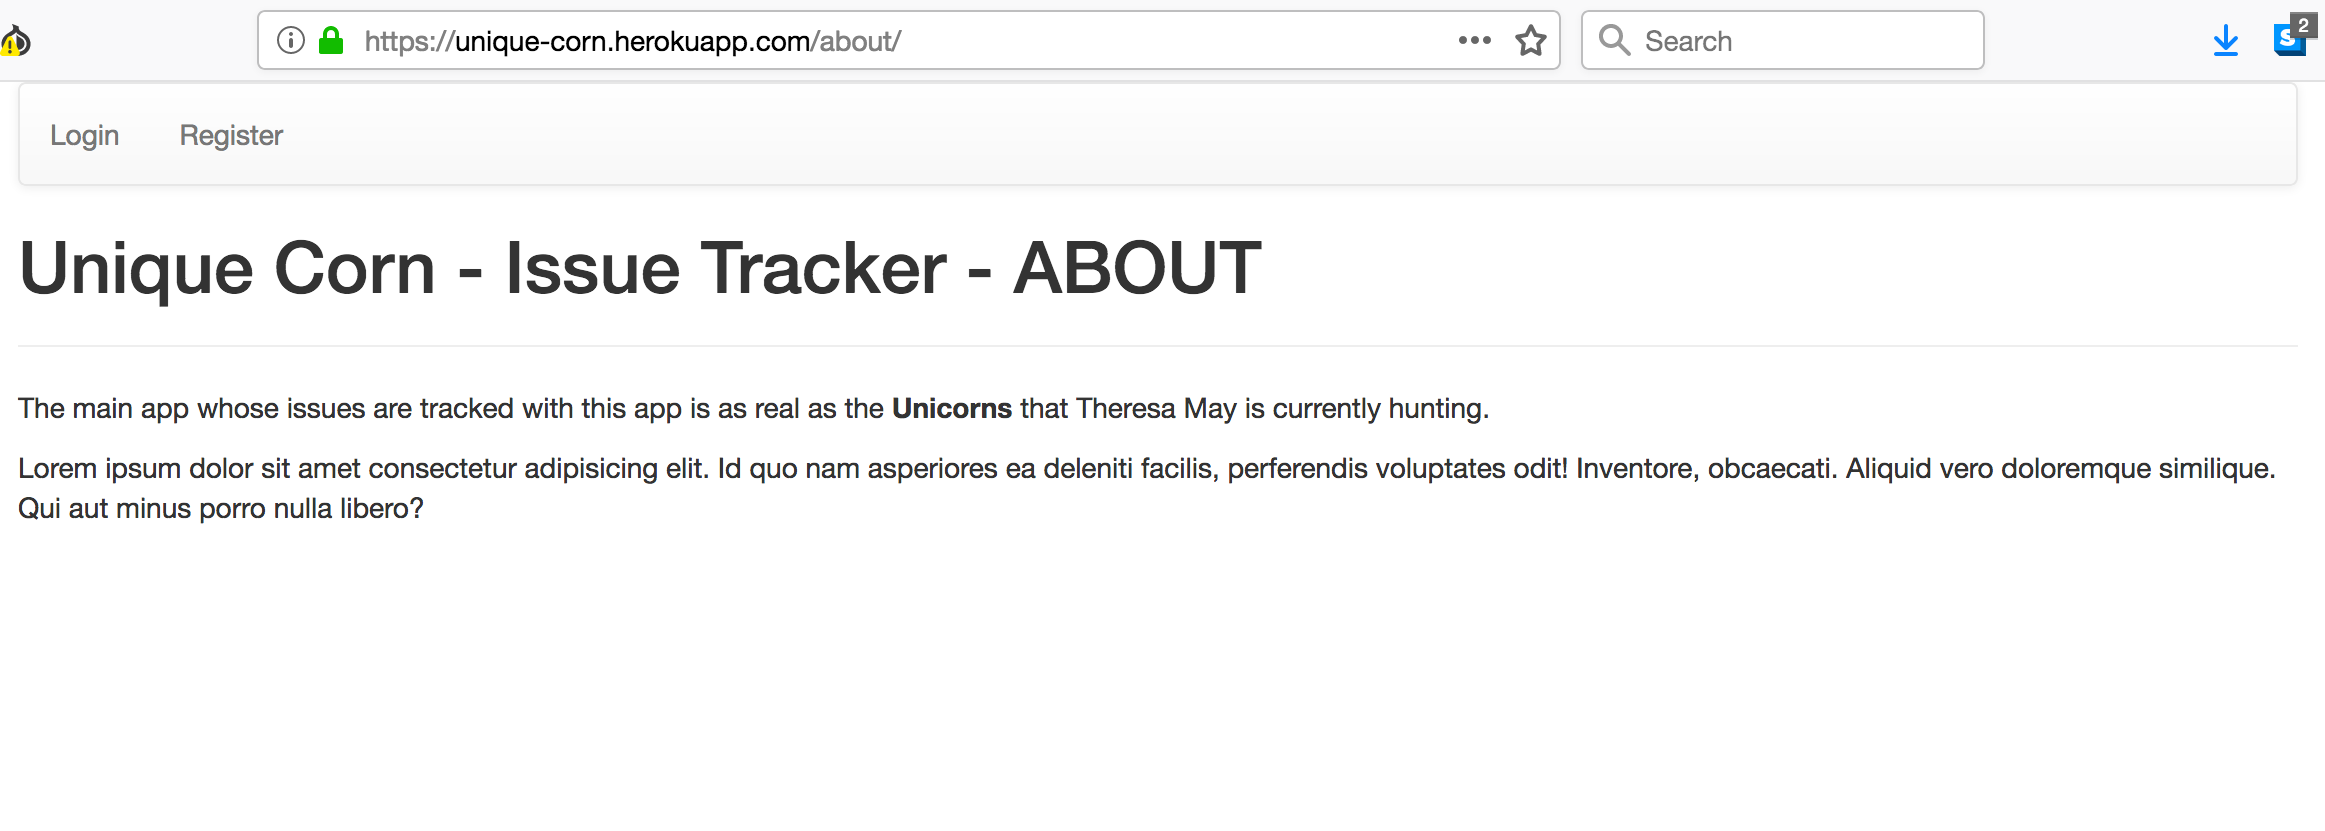 https://unique-corn.herokuapp.com/about/
Search
2
S
Login Register
Unique Corn - Issue Tracker - ABOUT
The main app whose issues are tracked with this app is as real as the Unicorns that Theresa May is currently hunting.
Lorem ipsum dolor sit amet consectetur adipisicing elit. Id quo nam asperiores ea deleniti facilis, perferendis voluptates odit! Inventore, obcaecati. Aliquid vero doloremque similique.
Qui aut minus porro nulla libero?